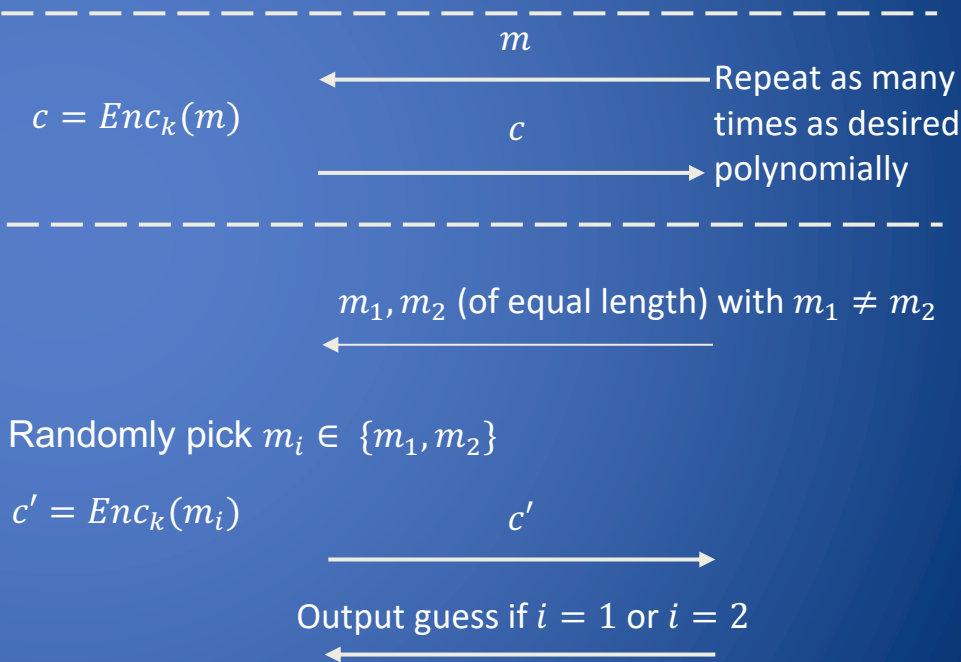 m
Repeat as many
c = Enc_k(m)
times as desired
c
polynomially
m_1, m_2 (of equal length) with m_1 ≠ m_2
Randomly pick m_i ∈ {m_1, m_2}
c′ = Enc_k(m_i)
c′
Output guess if i = 1 or i = 2